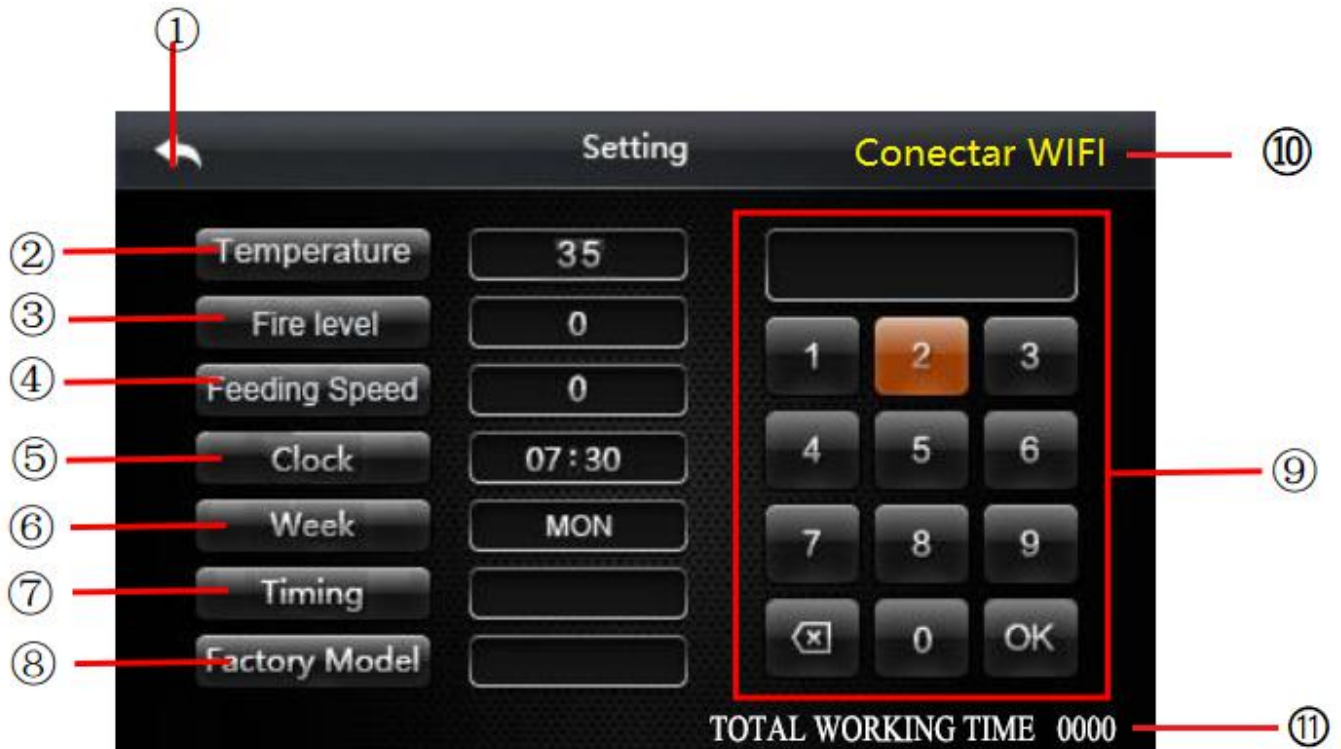 ①
Setting Conectar WIFI ⑩
② Temperature 35
③ Fire level 0
④ Feeding Speed 0
⑤ Clock 07:30
⑥ Week MON
⑦ Timing
⑧ Factory Model
1 2 3
4 5 6
⑨
7 8 9
0 OK
TOTAL WORKING TIME 0000 ⑪